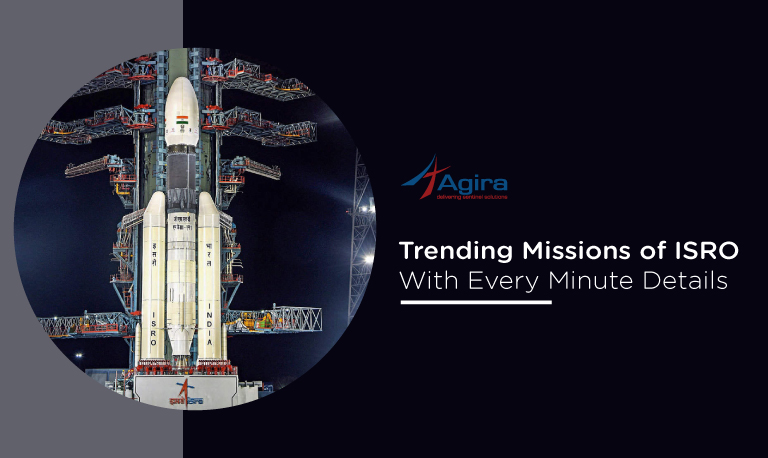 Agira
delivering sentinel solutions
Trending Missions of ISRO
With Every Minute Details
इसरो
भारत
ISRO
INDIA